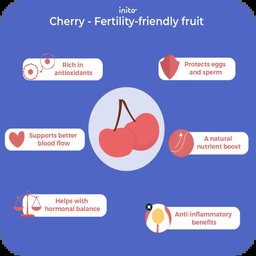 inito
Cherry - Fertility-friendly fruit
Rich in
antioxidants
Protects eggs
and sperm
Supports better
blood flow
A natural
nutrient boost
Helps with
hormonal balance
Anti-inflammatory
benefits